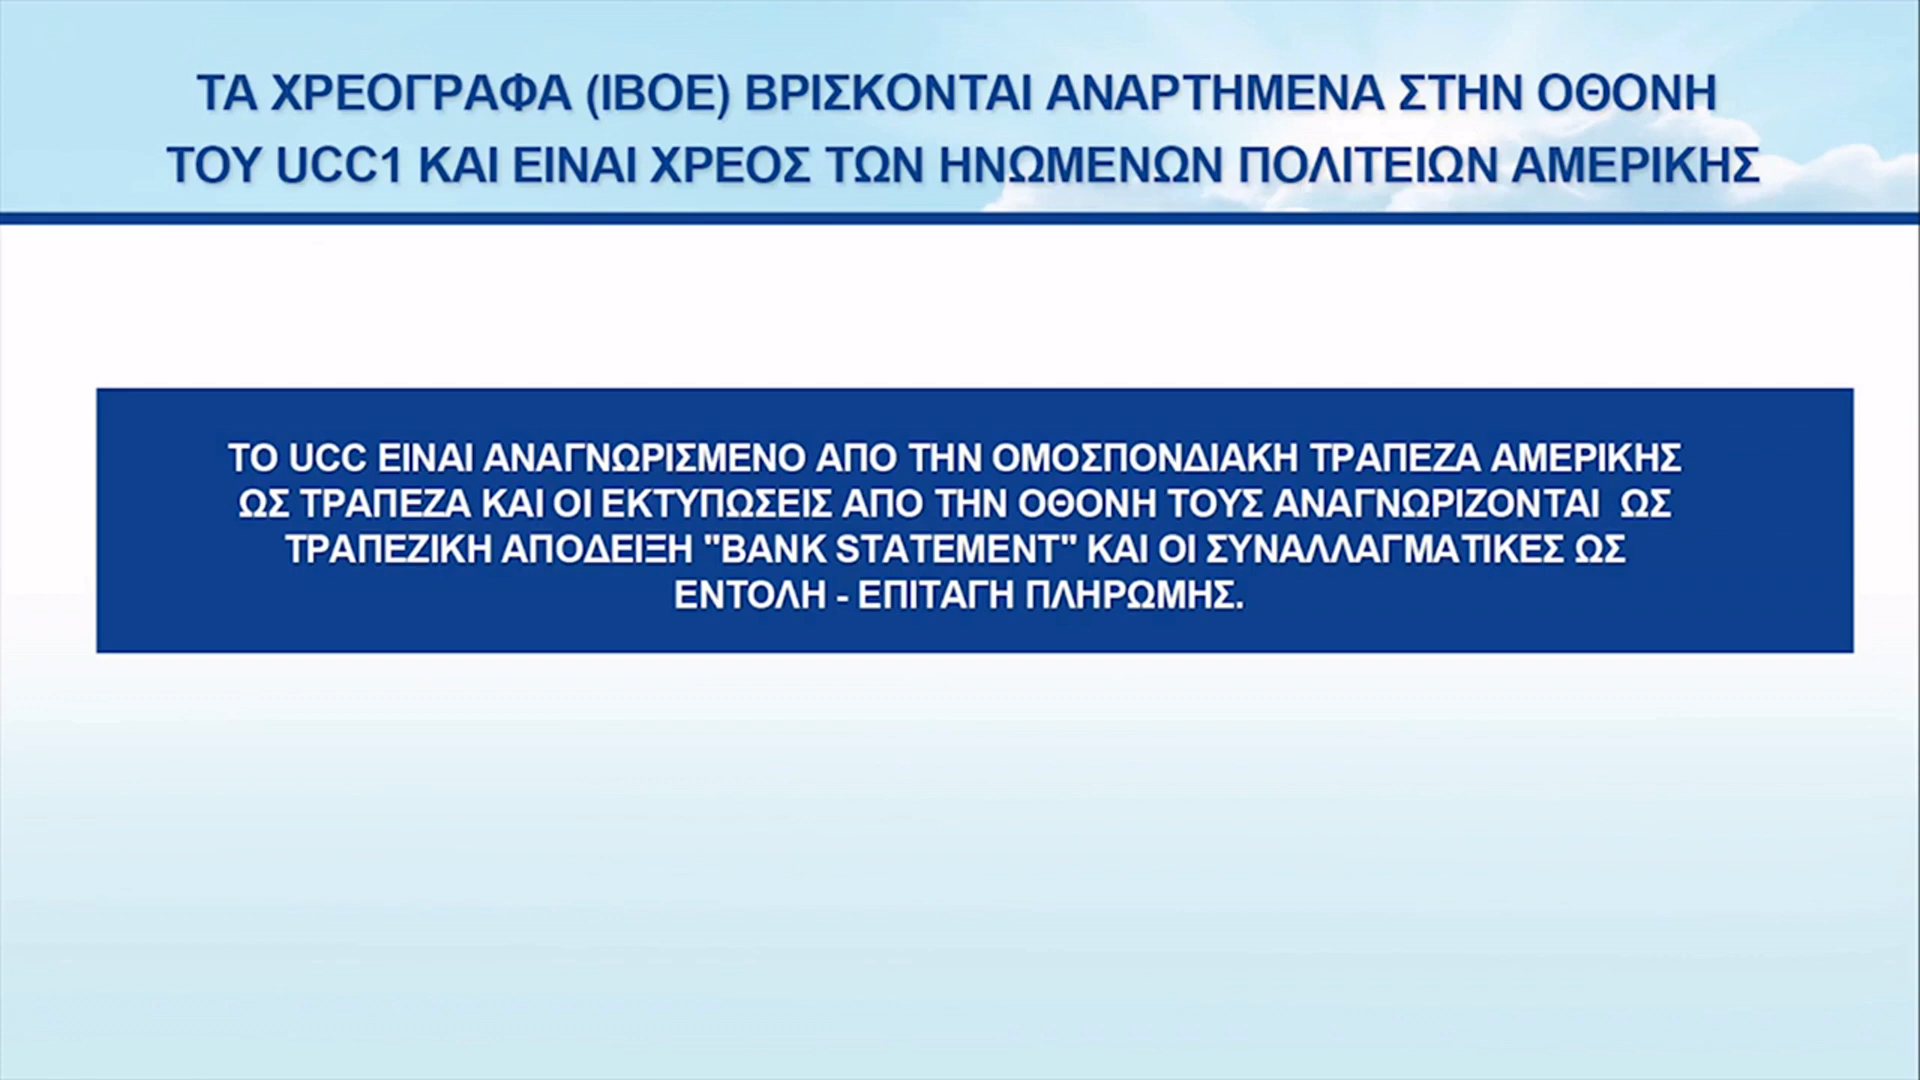 ΤΑ ΧΡΕΟΓΡΑΦΑ (IBOE) ΒΡΙΣΚΟΝΤΑΙ ΑΝΑΡΤΗΜΕΝΑ ΣΤΗΝ ΟΘΟΝΗ
ΤΟΥ UCC1 ΚΑΙ ΕΙΝΑΙ ΧΡΕΟΣ ΤΩΝ ΗΝΩΜΕΝΩΝ ΠΟΛΙΤΕΙΩΝ ΑΜΕΡΙΚΗΣ
ΤΟ UCC ΕΙΝΑΙ ΑΝΑΓΝΩΡΙΣΜΕΝΟ ΑΠΟ ΤΗΝ ΟΜΟΣΠΟΝΔΙΑΚΗ ΤΡΑΠΕΖΑ ΑΜΕΡΙΚΗΣ
ΩΣ ΤΡΑΠΕΖΑ ΚΑΙ ΟΙ ΕΚΤΥΠΩΣΕΙΣ ΑΠΟ ΤΗΝ ΟΘΟΝΗ ΤΟΥΣ ΑΝΑΓΝΩΡΙΖΟΝΤΑΙ ΩΣ
ΤΡΑΠΕΖΙΚΗ ΑΠΟΔΕΙΞΗ "BANK STATEMENT" ΚΑΙ ΟΙ ΣΥΝΑΛΛΑΓΜΑΤΙΚΕΣ ΩΣ
ΕΝΤΟΛΗ - ΕΠΙΤΑΓΗ ΠΛΗΡΩΜΗΣ.